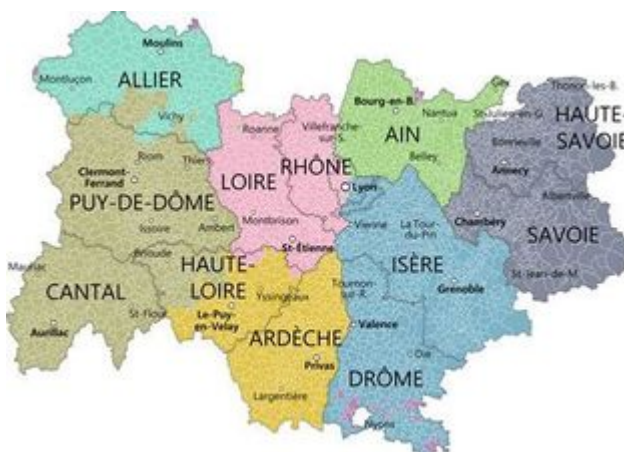 Moulins
Montluçon
ALLIER
Vichy
Gex
Thonon-les-B.
Bourg-en-B.
Nantua
St-Julien-en-G.
HAUTE-
SAVOIE
Roanne
Villefranche-
sur-S.
AIN
Bonneville
Riom
Thiers
RHÔNE
Belley
Annecy
Clermont-
Ferrand
LOIRE
Lyon
PUY-DE-DÔME
Albertville
Montbrison
Vienne
La Tour-
du-Pin
Chambéry
SAVOIE
Issoire
Ambert
St-Étienne
Brioude
HAUTE-
LOIRE
ISÈRE
Mauriac
Yssingeaux
Tournon-
sur-R.
Grenoble
St-Jean-de-M.
CANTAL
St-Flour
Le-Puy-
en-Velay
Aurillac
ARDÈCHE
Valence
Privas
Die
DRÔME
Largentière
Nyons